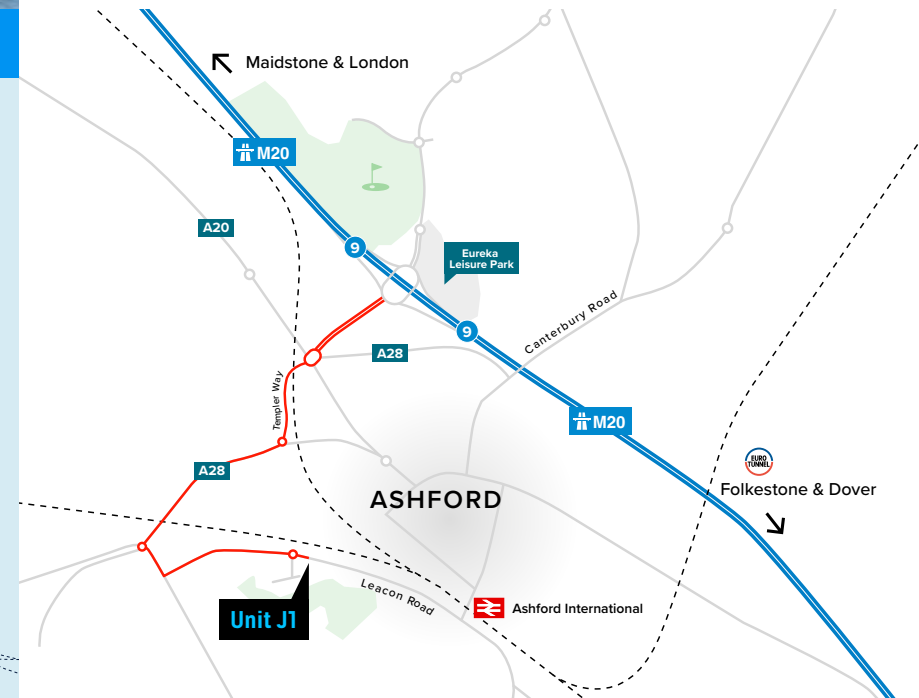 Maidstone & London
M20
A20
9
Eureka
Leisure Park
Canterbury Road
9
A28
Templer Way
M20
EURO
TUNNEL
A28
Folkestone & Dover
ASHFORD
Leacon Road
Ashford International
Unit J1